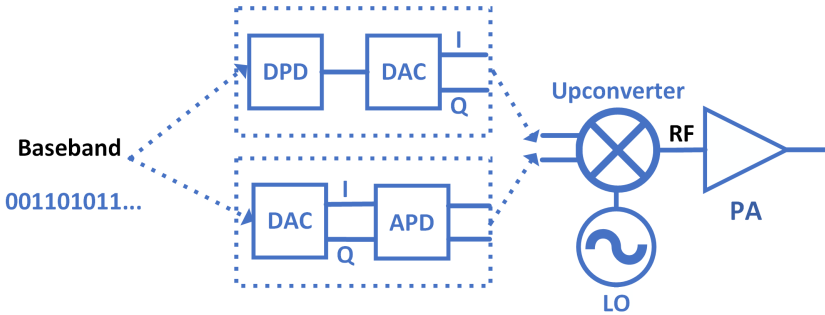 DPD
DAC
I
Q
Baseband
001101011...
DAC
I
Q
APD
Upconverter
RF
PA
LO